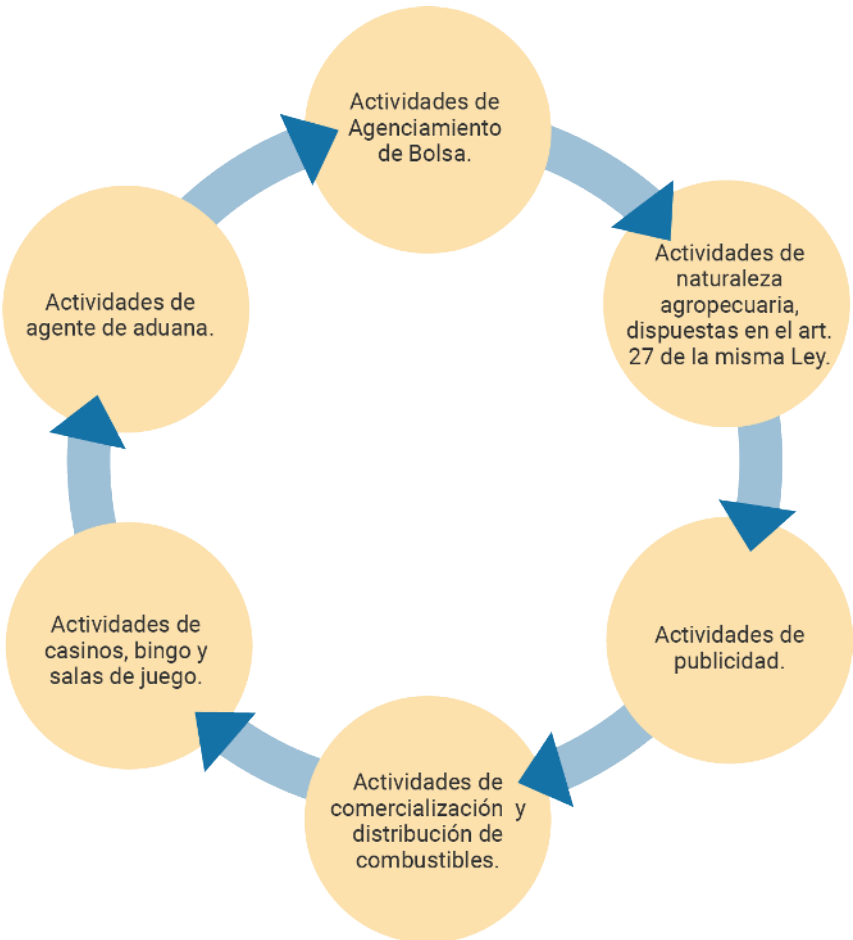 Actividades de
Agenciamiento
de Bolsa.
Actividades de
naturaleza
agropecuaria,
dispuestas en el art.
27 de la misma Ley.
Actividades de
publicidad.
Actividades de
comercialización y
distribución de
combustibles.
Actividades de
casinos, bingo y
salas de juego.
Actividades de
agente de aduana.